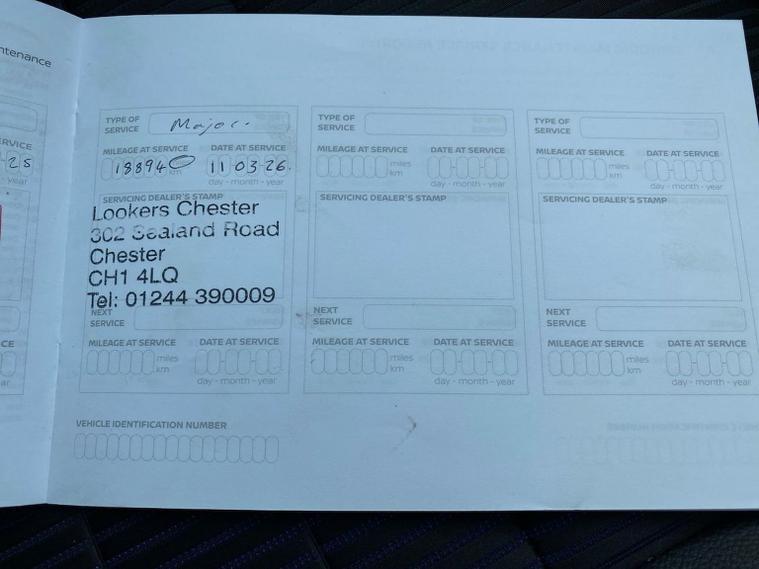 ntenance
RVICE
25
year
CE
ar
TYPE OF SERVICE Major.
MILEAGE AT SERVICE DATE AT SERVICE
18894 miles km 11 03-26.
day - month - year
SERVICING DEALER'S STAMP
Lookers Chester
302 Sealand Road
Chester
CH1 4LQ
Tel: 01244 390009
NEXT SERVICE
MILEAGE AT SERVICE DATE AT SERVICE
miles km
day - month - year
TYPE OF SERVICE
MILEAGE AT SERVICE DATE AT SERVICE
miles km
day - month - year
SERVICING DEALER'S STAMP
NEXT SERVICE
MILEAGE AT SERVICE DATE AT SERVICE
miles km
day - month - year
TYPE OF SERVICE
MILEAGE AT SERVICE DATE AT SERVICE
miles km
day - month - year
SERVICING DEALER'S STAMP
NEXT SERVICE
MILEAGE AT SERVICE DATE AT SERVICE
miles km
day - month - year
VEHICLE IDENTIFICATION NUMBER